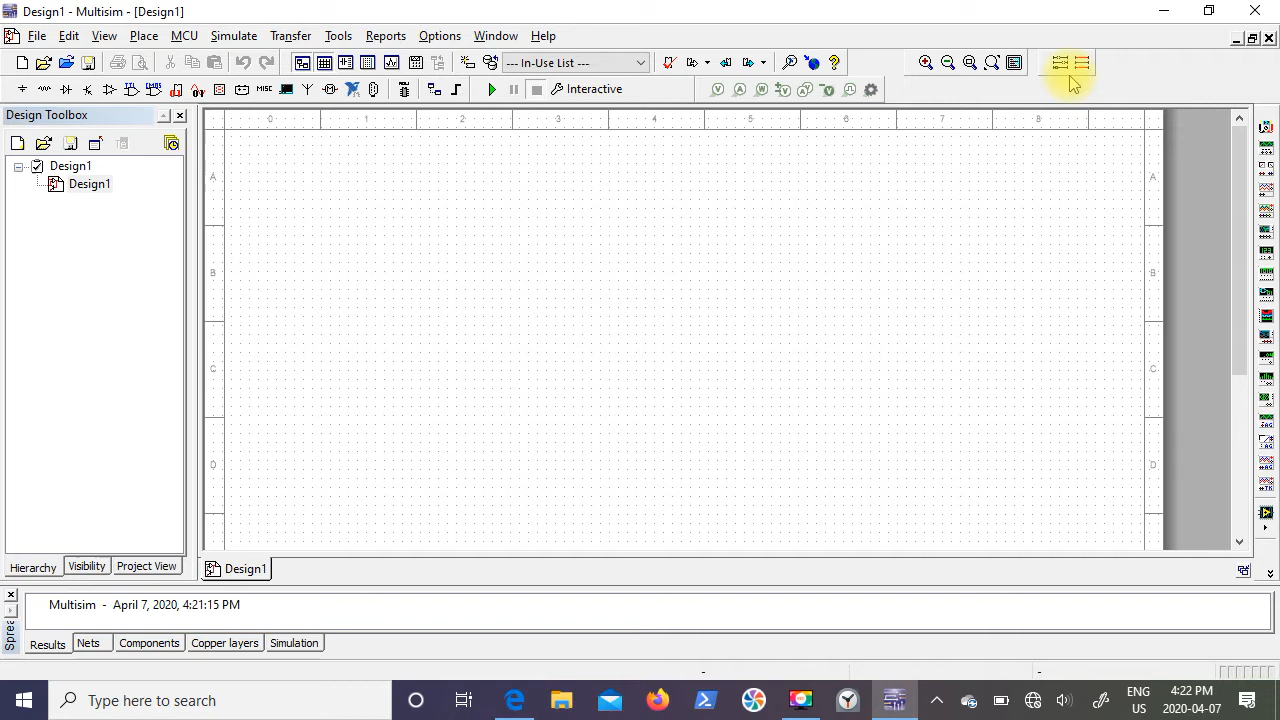 Design1 - Multisim - [Design1]
File Edit View Place MCU Simulate Transfer Tools Reports Options Window Help
--- In-Use List ---
MISC
Interactive
V A W V A V
Design Toolbox
0 1 2 3 4 5 6 7 8
Design1
Design1
A A
B B
C C
D D
Hierarchy Visibility Project View
Design1
Multisim - April 7, 2020, 4:21:15 PM
Results Nets Components Copper layers Simulation
- -
Type here to search
ENG
US
4:22 PM
2020-04-07